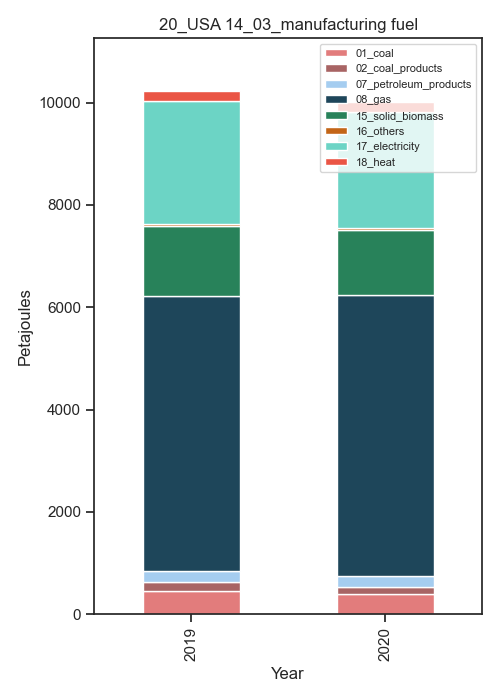 20_USA 14_03_manufacturing fuel
01_coal
02_coal_products
07_petroleum_products
08_gas
15_solid_biomass
16_others
17_electricity
18_heat
10000
8000
6000
4000
2000
0
Petajoules
2019
2020
Year